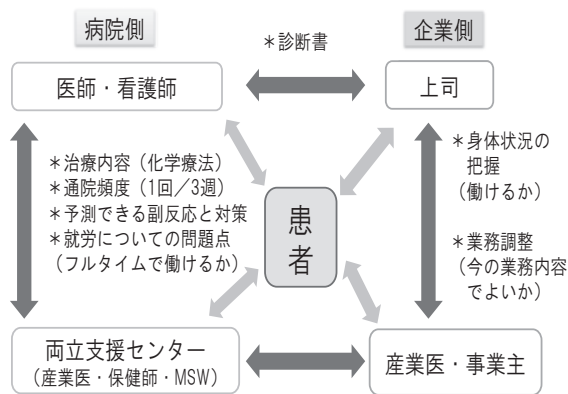 病院側
企業側
＊診断書
医師・看護師
上司
＊治療内容（化学療法）
＊通院頻度（1回／3週）
＊予測できる副反応と対策
＊就労についての問題点
（フルタイムで働けるか）
患
者
＊身体状況の
把握
（働けるか）
＊業務調整
（今の業務内容
でよいか）
両立支援センター
（産業医・保健師・MSW）
産業医・事業主